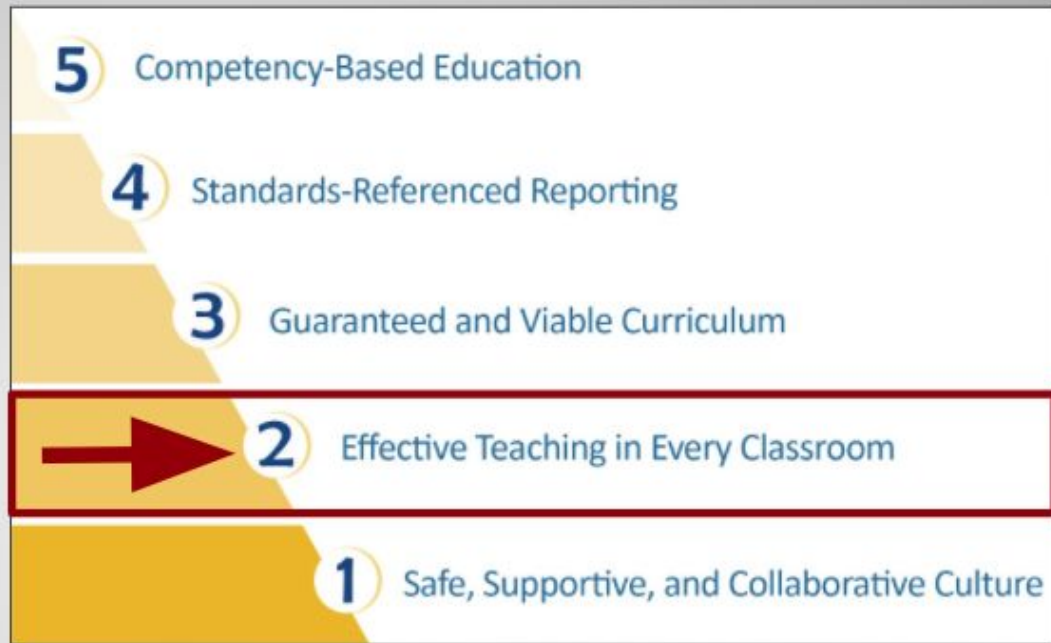 5 Competency-Based Education
4 Standards-Referenced Reporting
3 Guaranteed and Viable Curriculum
2 Effective Teaching in Every Classroom
1 Safe, Supportive, and Collaborative Culture